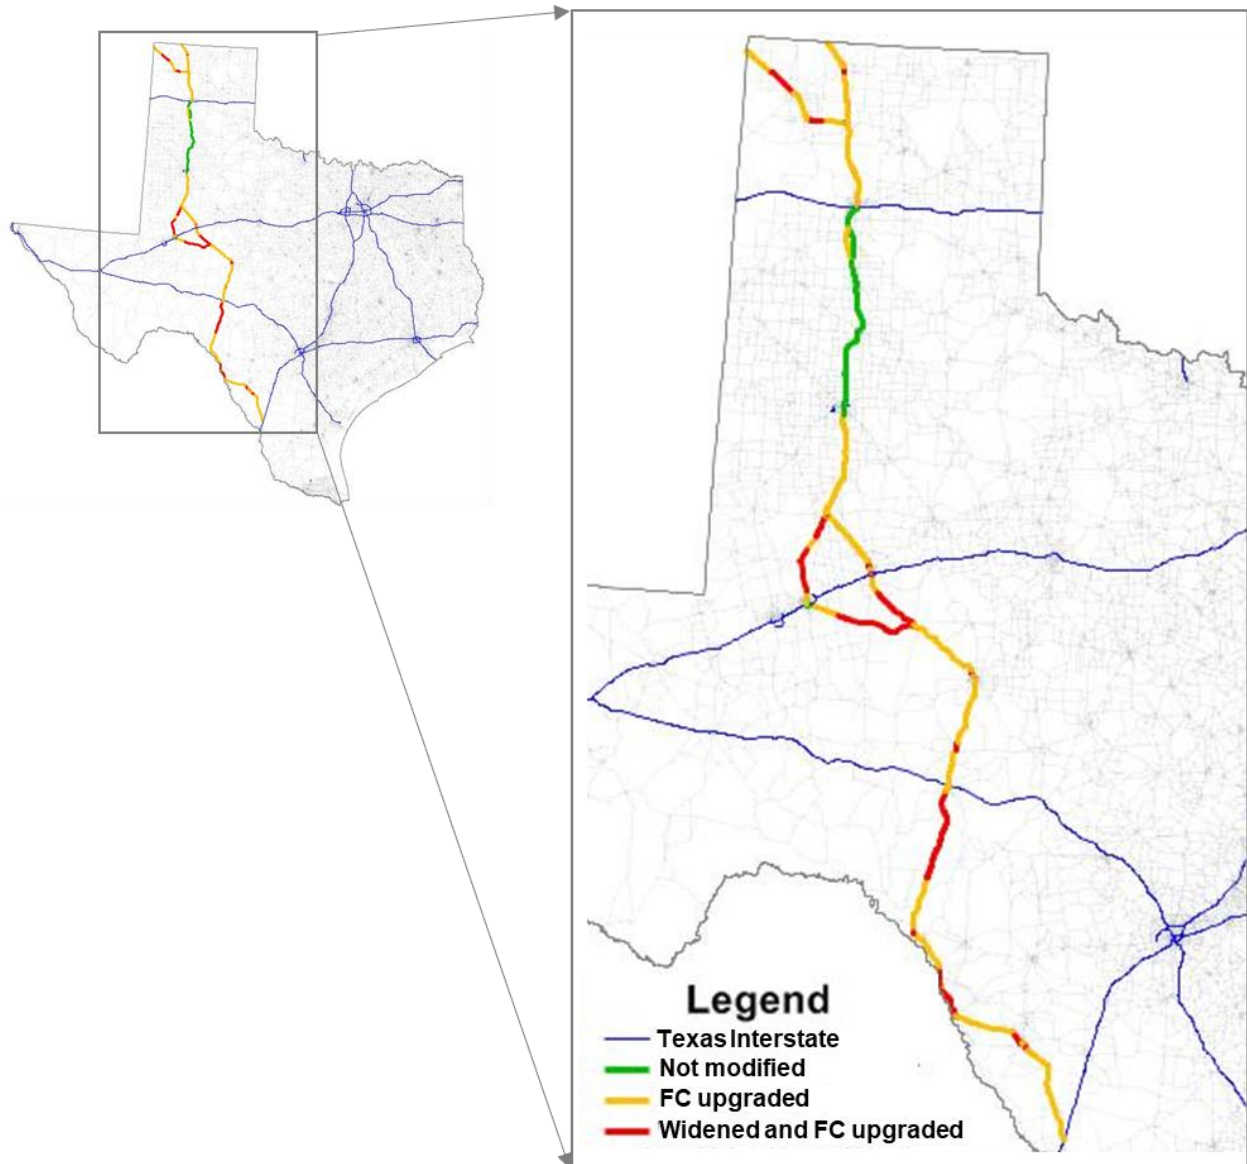 Legend
Texas Interstate
Not modified
FC upgraded
Widened and FC upgraded